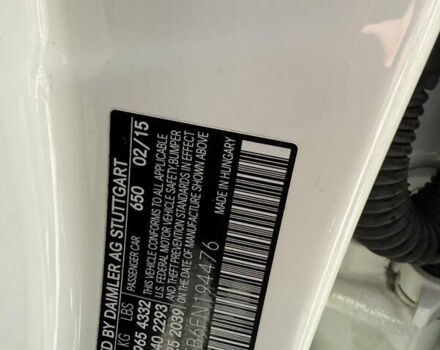 D BY DAIMLER AG STUTTGART
PASSENGER CAR 650 02/15
KG LBS
965 4332
40 2293
25 2039
THIS VEHICLE CONFORMS TO ALL APPLICABLE
FEDERAL MOTOR VEHICLE SAFETY, BUMPER
AND THEFT PREVENTION STANDARDS IN EFFECT
ON THE DATE OF MANUFACTURE SHOWN ABOVE
B6FN194476
MADE IN HUNGARY